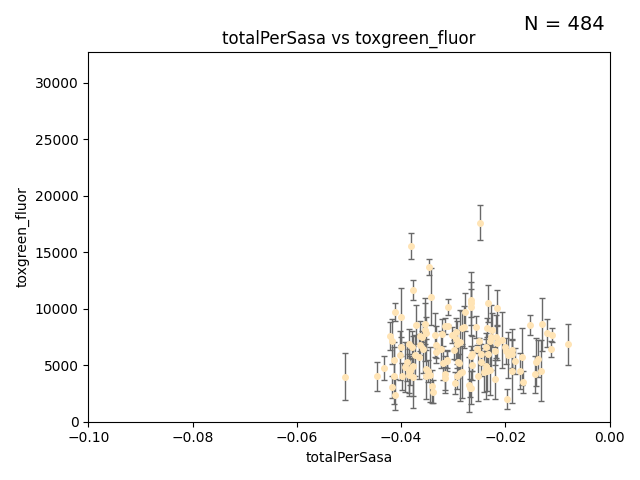 N = 484
totalPerSasa vs toxgreen_fluor
30000
25000
20000
15000
10000
5000
0
toxgreen_fluor
−0.10 −0.08 −0.06 −0.04 −0.02 0.00
totalPerSasa